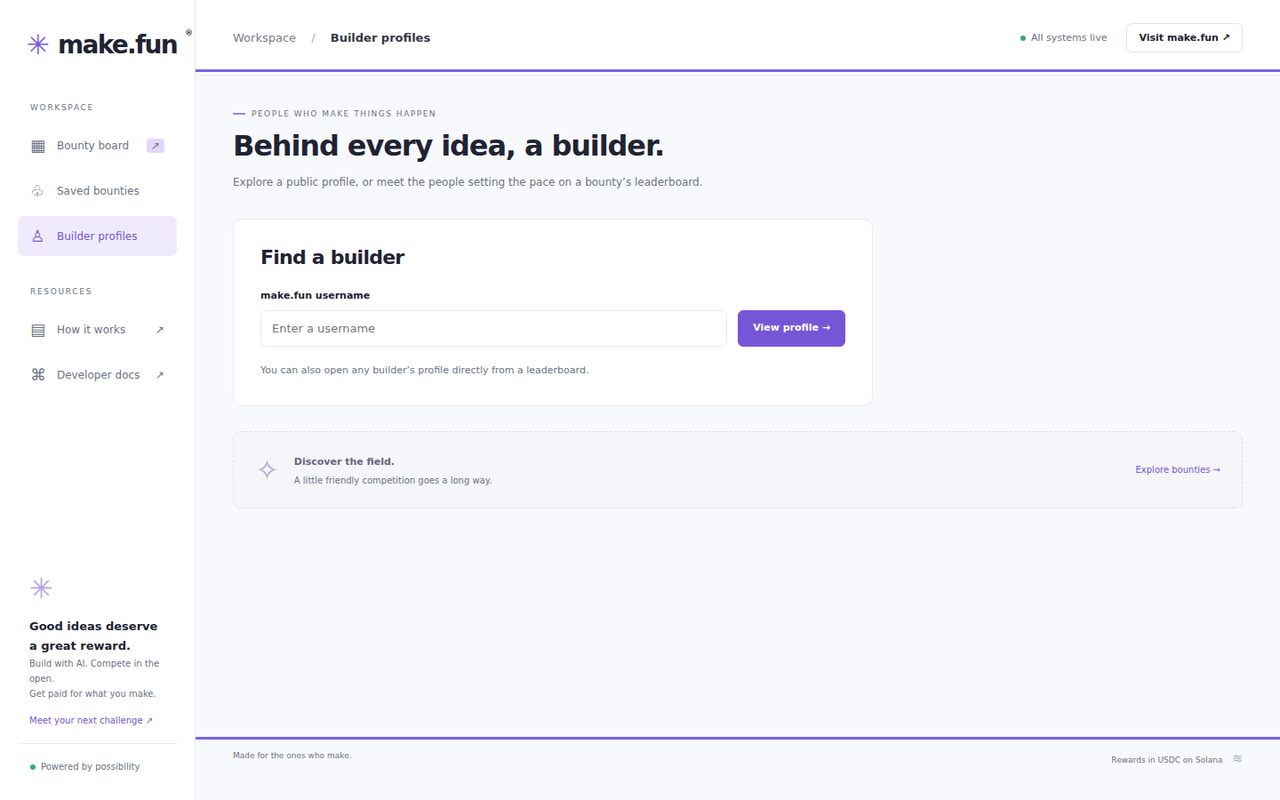 make.fun ®
WORKSPACE
Bounty board ↗
Saved bounties
Builder profiles
RESOURCES
How it works ↗
Developer docs ↗
Good ideas deserve
a great reward.
Build with AI. Compete in the
open.
Get paid for what you make.
Meet your next challenge ↗
Powered by possibility
Workspace / Builder profiles
All systems live
Visit make.fun ↗
PEOPLE WHO MAKE THINGS HAPPEN
Behind every idea, a builder.
Explore a public profile, or meet the people setting the pace on a bounty’s leaderboard.
Find a builder
make.fun username
Enter a username
View profile →
You can also open any builder’s profile directly from a leaderboard.
Discover the field.
A little friendly competition goes a long way.
Explore bounties →
Made for the ones who make.
Rewards in USDC on Solana